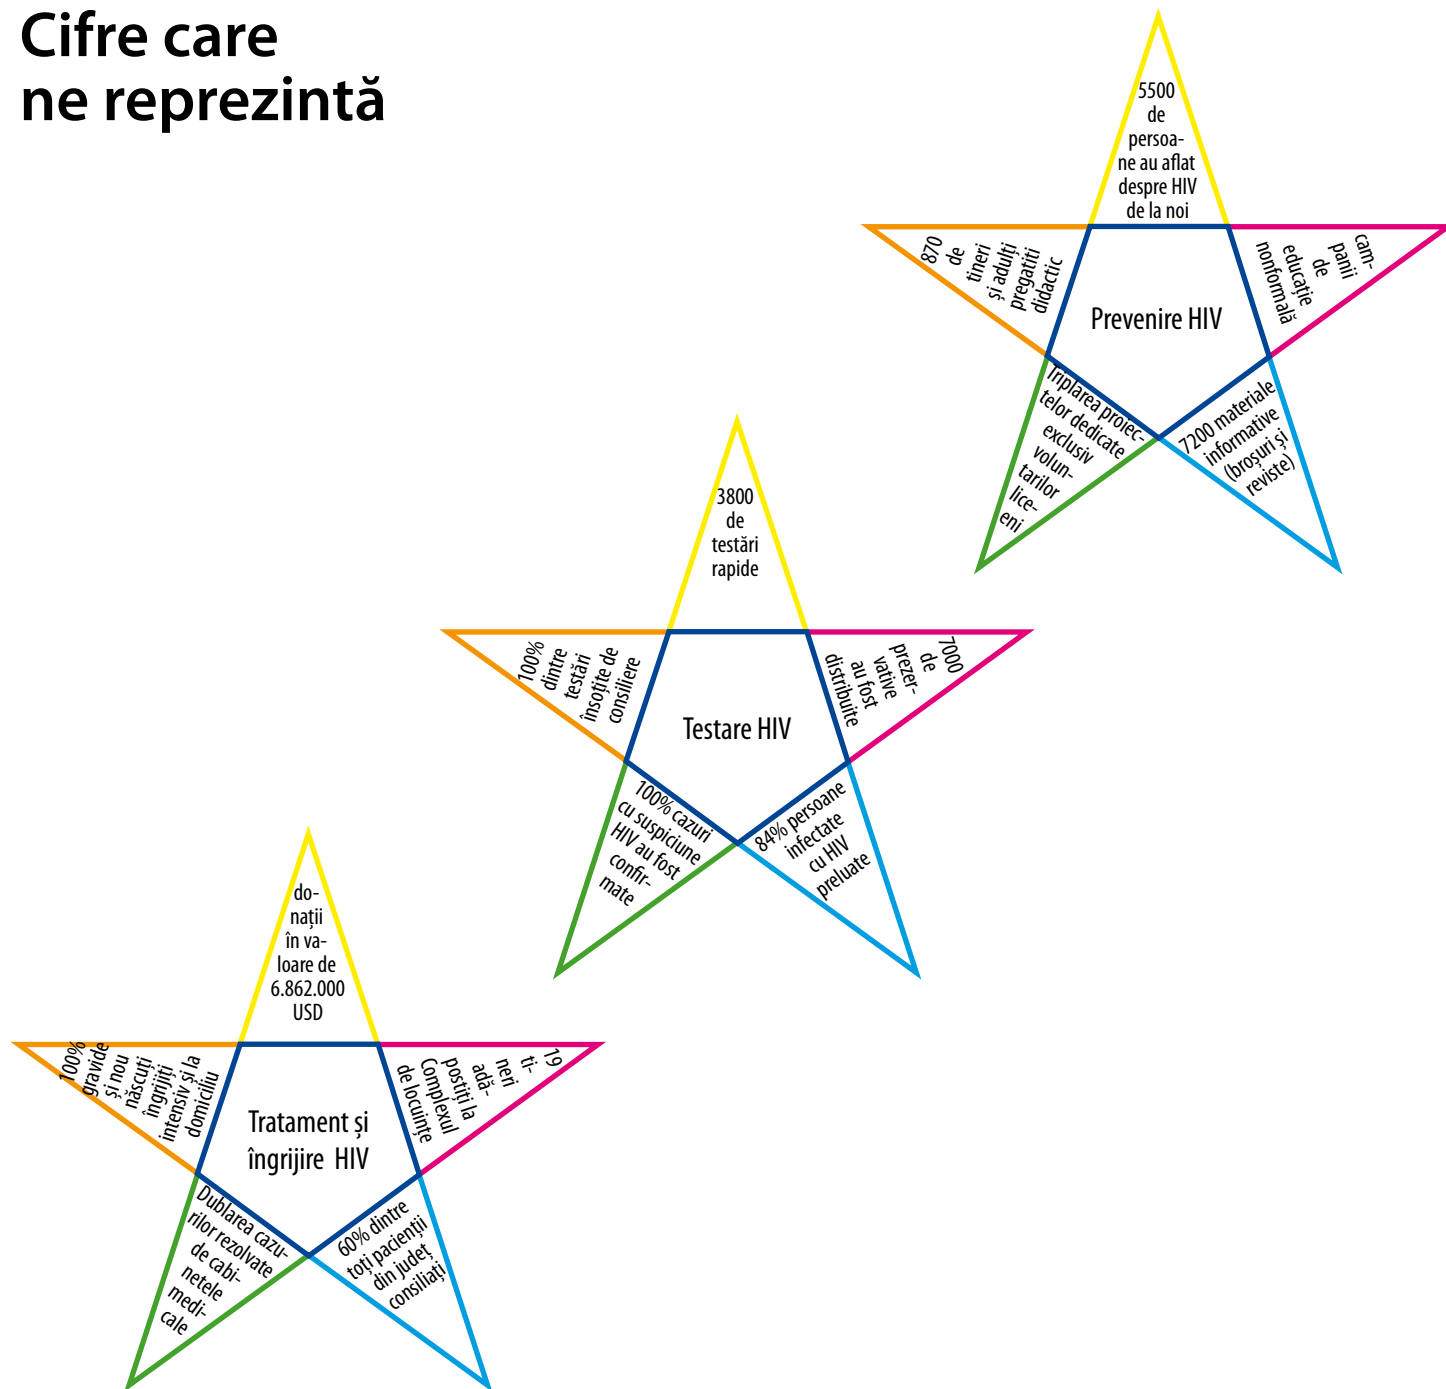 Cifre care
ne reprezintă
5500
de
persoa-
ne au aflat
despre HIV
de la noi
870
de
tineri
și adulți
pregatiti
didactic
cam-
panii
de
educație
nonformală
Prevenire HIV
Triplarea proiec-
telor dedicate
exclusiv
volun-
tarilor
lice-
eni
7200 materiale
informative
(broșuri și
reviste)
3800
de
testări
rapide
100%
dintre
testări
însoțite de
consiliere
7000
de
prezer-
vative
au fost
distribuite
Testare HIV
100% cazuri
cu suspiciune
HIV au fost
confir-
mate
84% persoane
infectate
cu HIV
preluate
do-
nații
în va-
loare de
6.862.000
USD
100%
gravide
și nou
născuți
îngrijiți
intensiv și la
domiciliu
19
ti-
neri
adă-
postiți la
Complexul
de locuințe
Tratament și
îngrijire HIV
Dublarea cazu-
rilor rezolvate
de cabi-
netele
medi-
cale
60% dintre
toți pacienții
din județ
consiliați